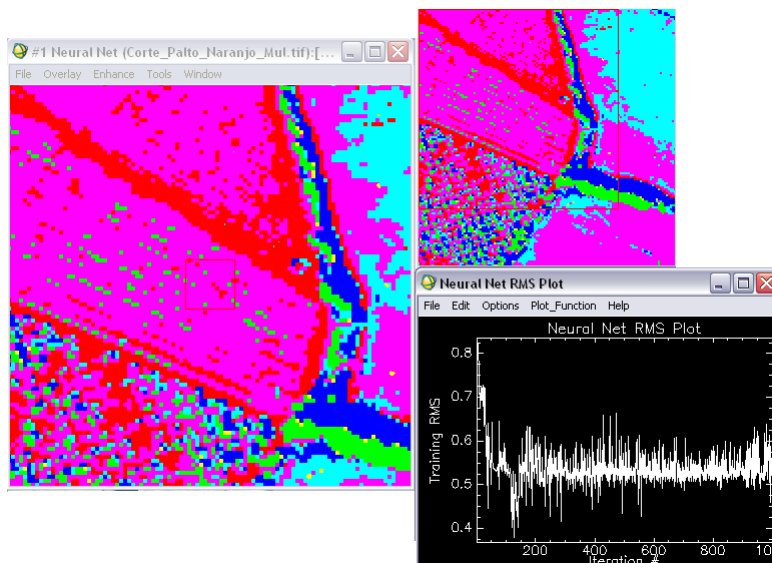 #1 Neural Net (Corte_Palto_Naranjo_Mul.tif):[...
File Overlay Enhance Tools Window
Neural Net RMS Plot
File Edit Options Plot_Function Help
Neural Net RMS Plot
Training RMS
0.8
0.7
0.6
0.5
0.4
200 400 600 800 100
Iteration #